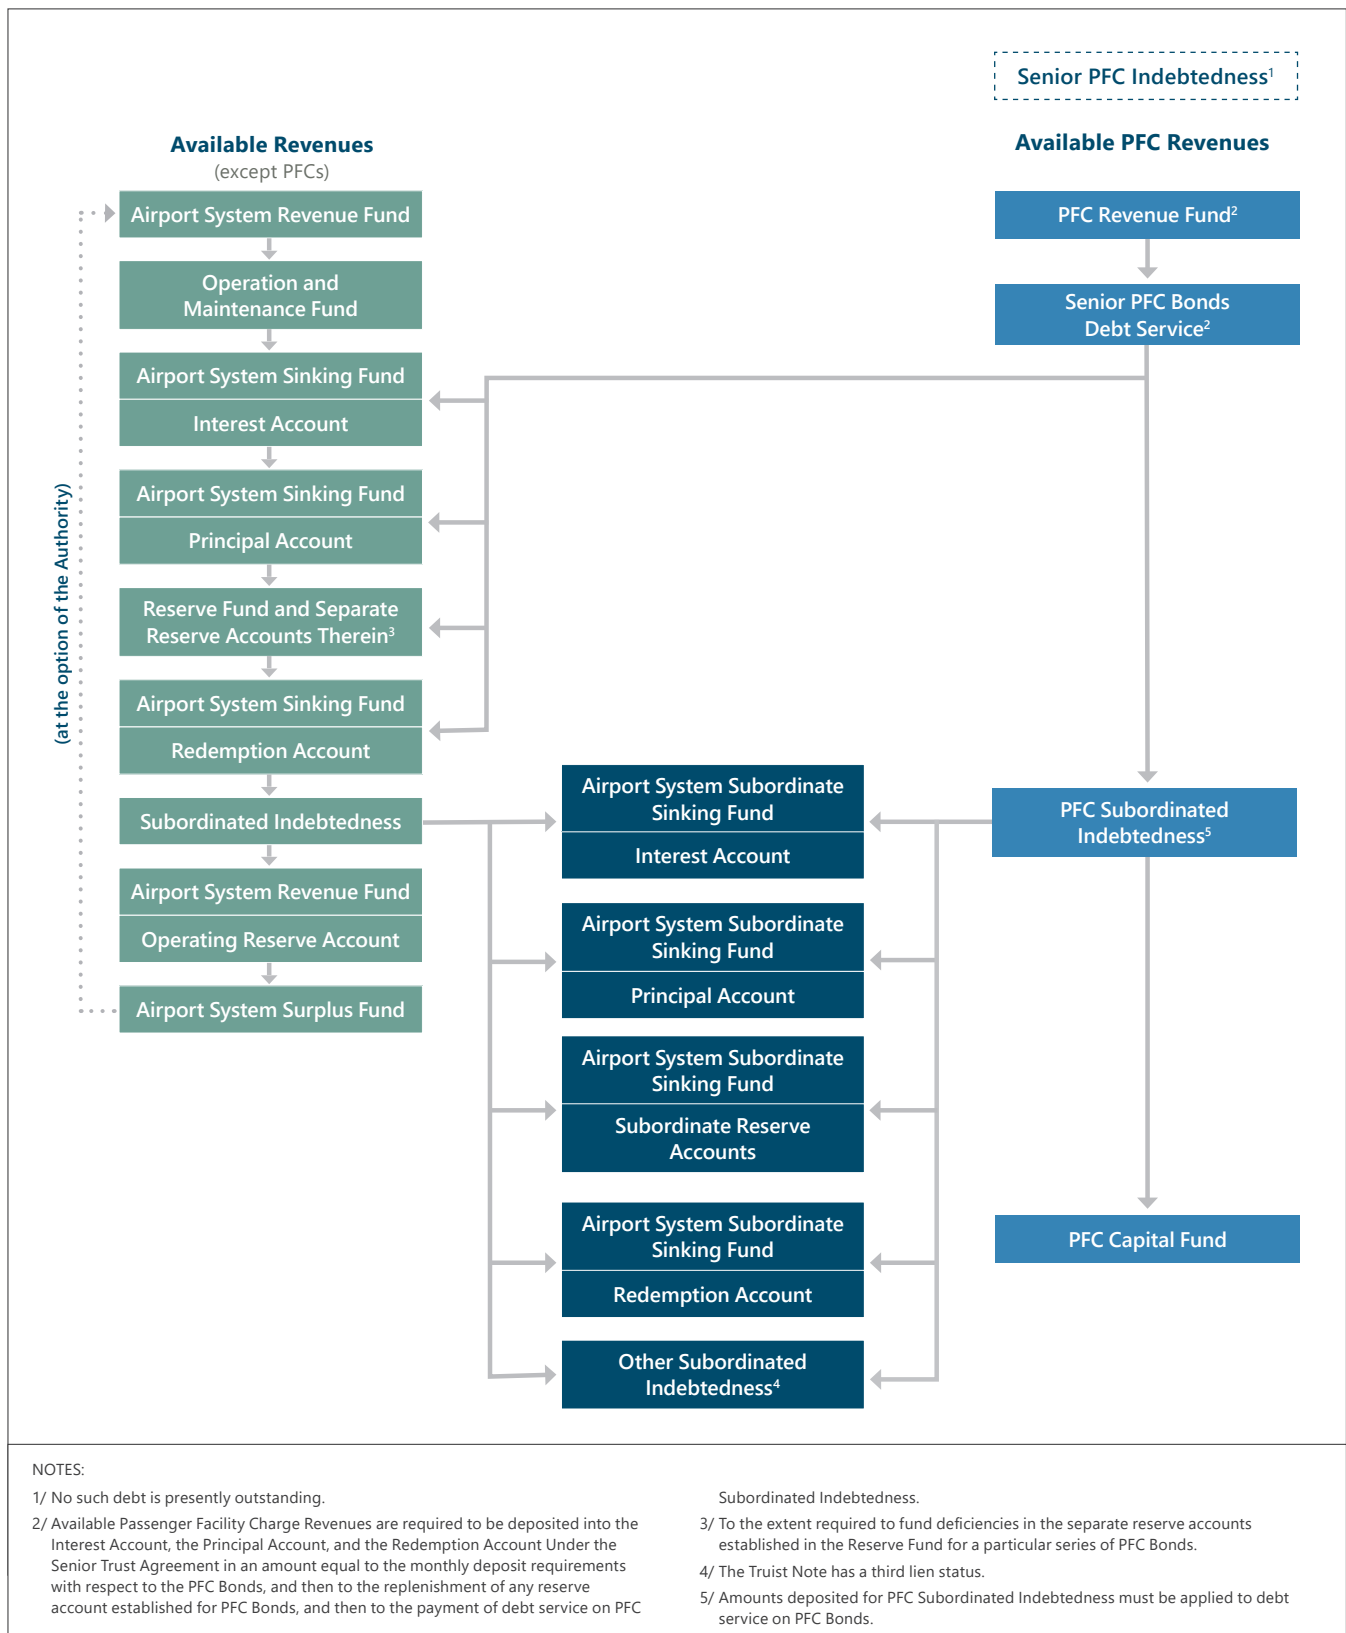 Senior PFC Indebtedness¹
Available Revenues
(except PFCs)
Available PFC Revenues
(at the option of the Authority)
Airport System Revenue Fund
Operation and
Maintenance Fund
Airport System Sinking Fund
Interest Account
Airport System Sinking Fund
Principal Account
Reserve Fund and Separate
Reserve Accounts Therein³
Airport System Sinking Fund
Redemption Account
Subordinated Indebtedness
Airport System Revenue Fund
Operating Reserve Account
Airport System Surplus Fund
Airport System Subordinate
Sinking Fund
Interest Account
Airport System Subordinate
Sinking Fund
Principal Account
Airport System Subordinate
Sinking Fund
Subordinate Reserve
Accounts
Airport System Subordinate
Sinking Fund
Redemption Account
Other Subordinated
Indebtedness⁴
PFC Revenue Fund²
Senior PFC Bonds
Debt Service²
PFC Subordinated
Indebtedness⁵
PFC Capital Fund
NOTES:
1/ No such debt is presently outstanding.
2/ Available Passenger Facility Charge Revenues are required to be deposited into the
Interest Account, the Principal Account, and the Redemption Account Under the
Senior Trust Agreement in an amount equal to the monthly deposit requirements
with respect to the PFC Bonds, and then to the replenishment of any reserve
account established for PFC Bonds, and then to the payment of debt service on PFC
Subordinated Indebtedness.
3/ To the extent required to fund deficiencies in the separate reserve accounts
established in the Reserve Fund for a particular series of PFC Bonds.
4/ The Truist Note has a third lien status.
5/ Amounts deposited for PFC Subordinated Indebtedness must be applied to debt
service on PFC Bonds.